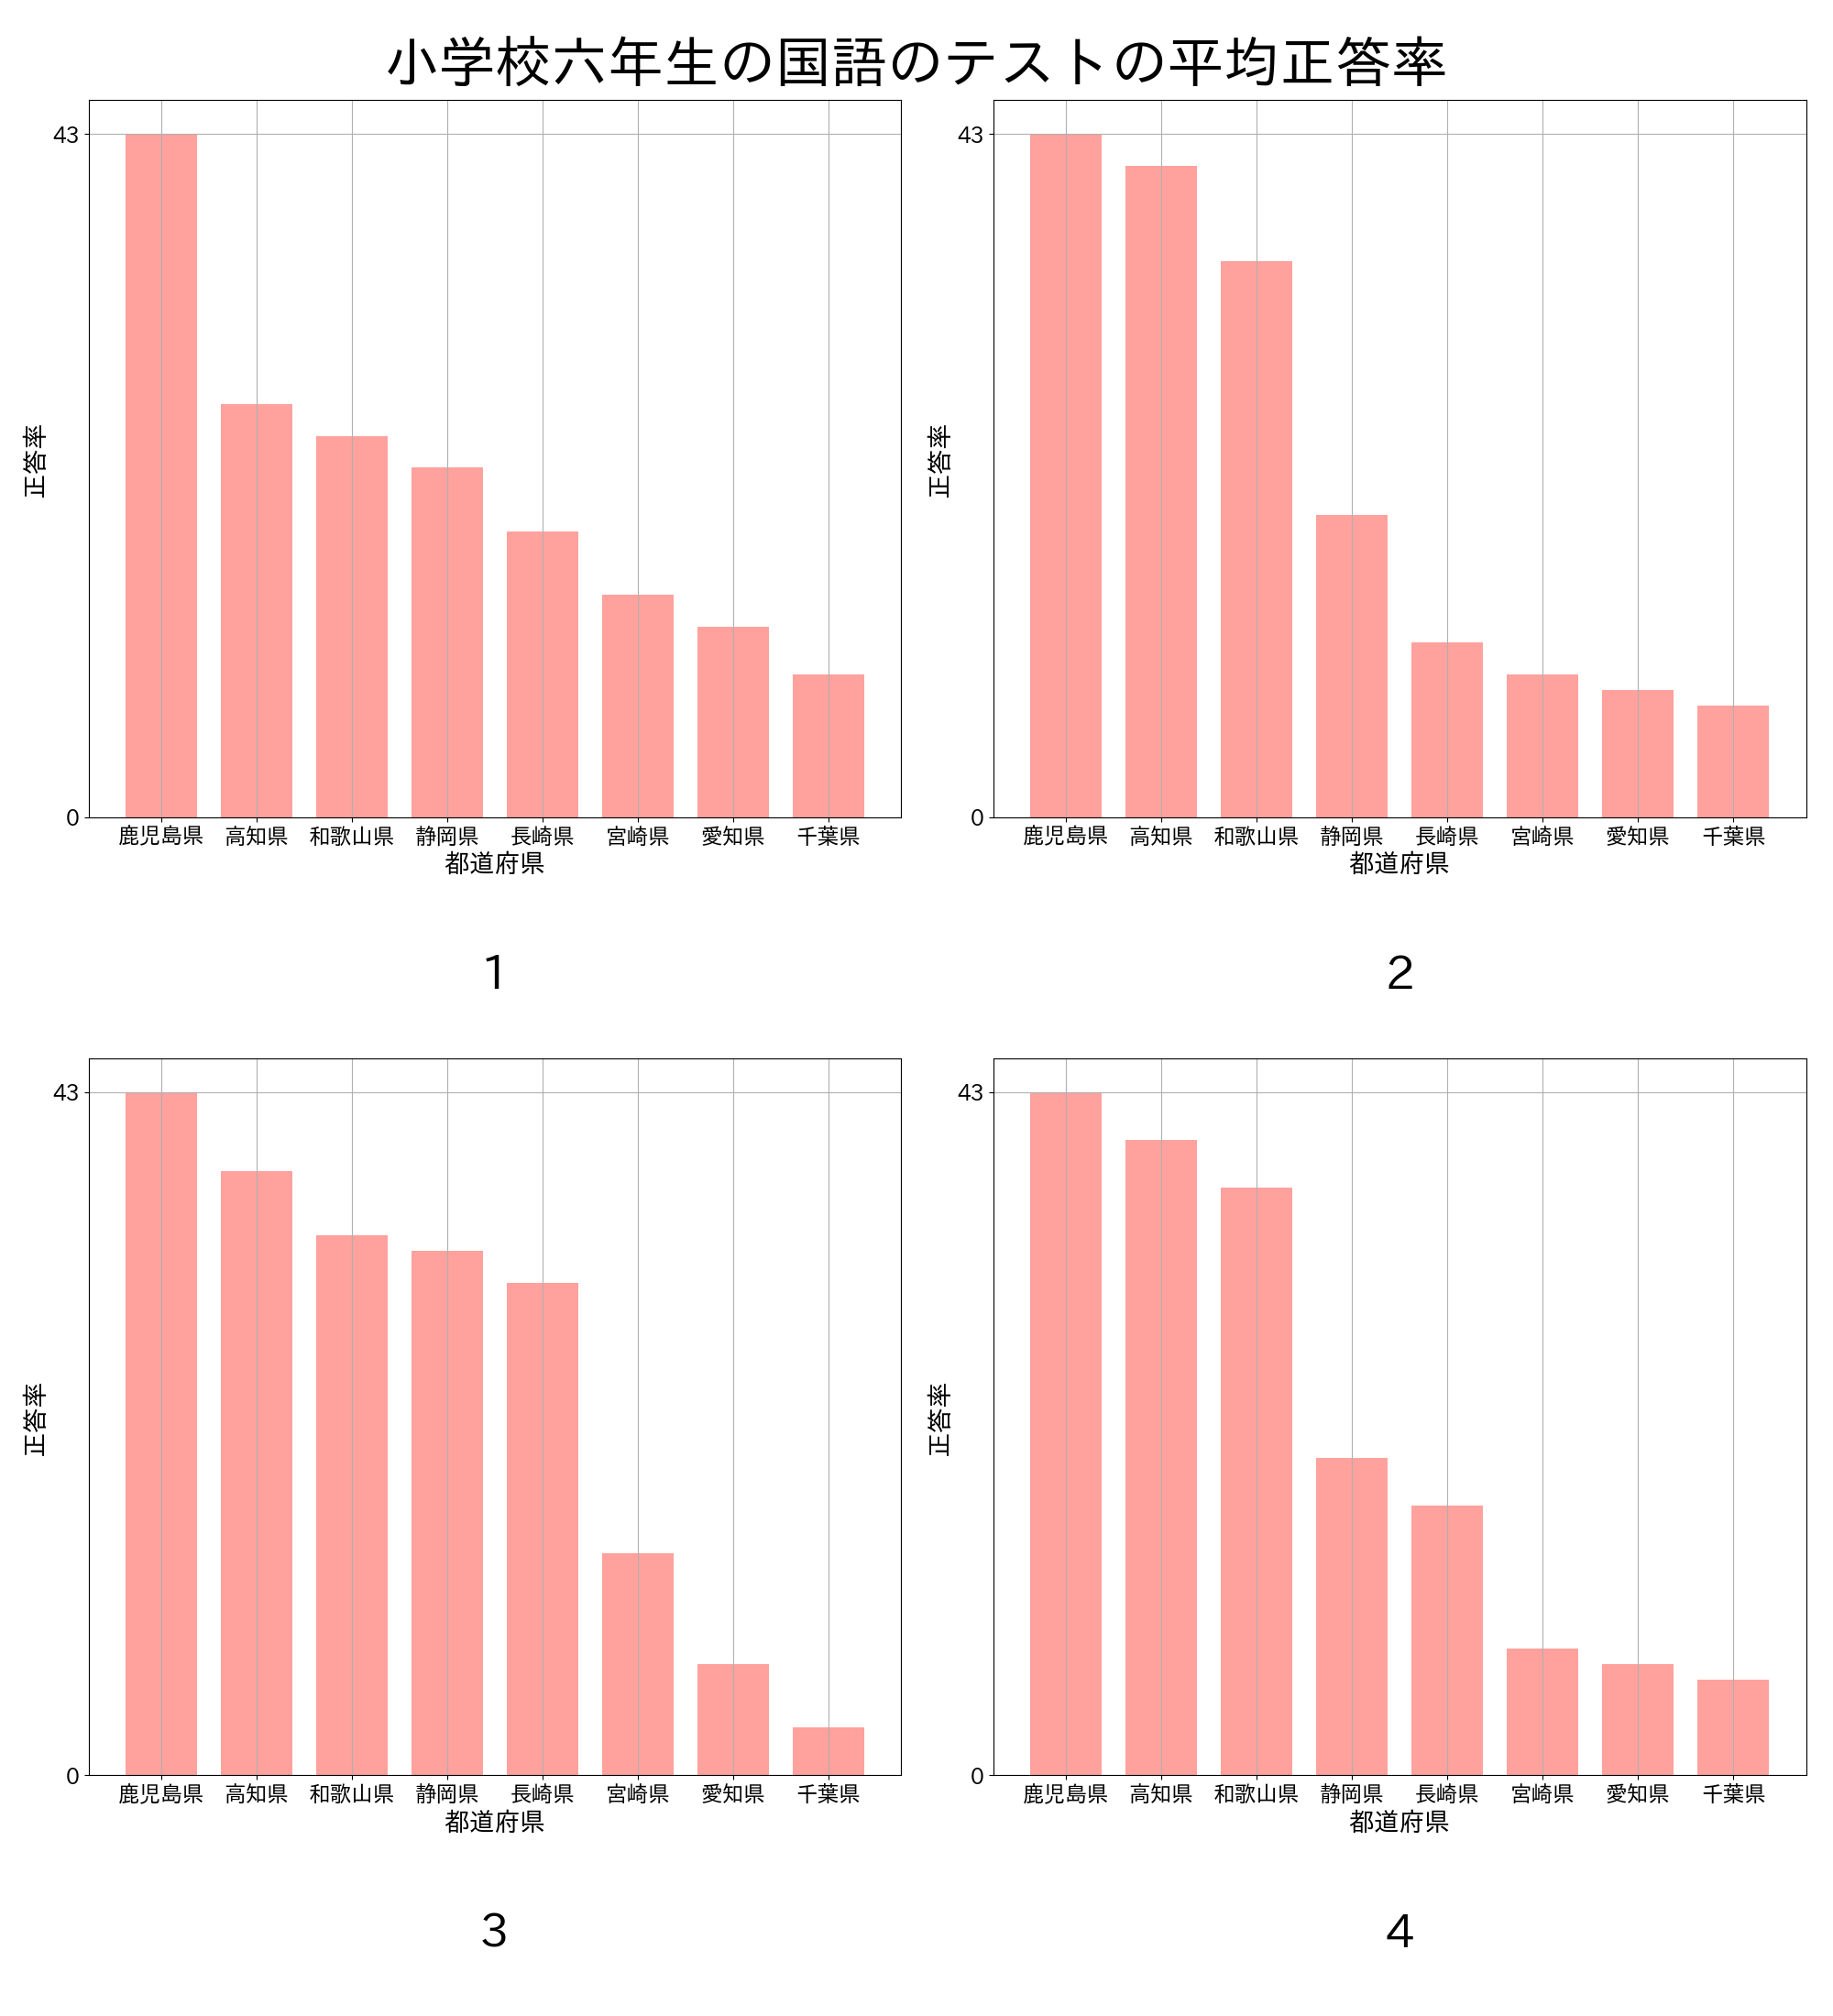 小学校六年生の国語のテストの平均正答率
43
0
正答率
鹿児島県 高知県 和歌山県 静岡県 長崎県 宮崎県 愛知県 千葉県
都道府県
1
43
0
正答率
鹿児島県 高知県 和歌山県 静岡県 長崎県 宮崎県 愛知県 千葉県
都道府県
2
43
0
正答率
鹿児島県 高知県 和歌山県 静岡県 長崎県 宮崎県 愛知県 千葉県
都道府県
3
43
0
正答率
鹿児島県 高知県 和歌山県 静岡県 長崎県 宮崎県 愛知県 千葉県
都道府県
4